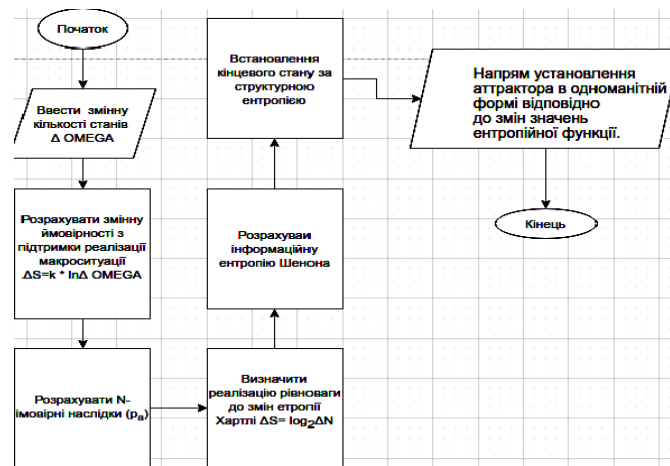 Початок
Ввести змінну
кількості станів
Δ OMEGA
Розрахувати змінну
ймовірності з
підтримки реалізації
макроситуації
ΔS=k * lnΔ OMEGA
Розрахувати N-
імовірні наслідки (pₐ)
Визначити
реалізацію рівноваги
до змін етропії
Хартлі ΔS= log₂ΔN
Розрахуваи
інформаційну
ентропію Шенона
Встановлення
кінцевого стану за
структурною
ентропією
Напрям установлення
аттрактора в одноманітній
формі відповідно
до змін значень
ентропійної функції.
Кінець